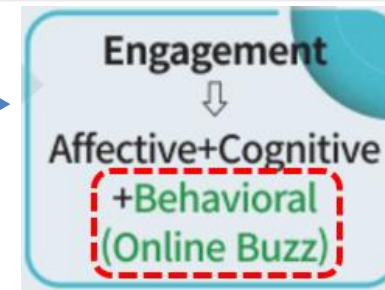 Engagement
⇩
Affective+Cognitive
+Behavioral
(Online Buzz)